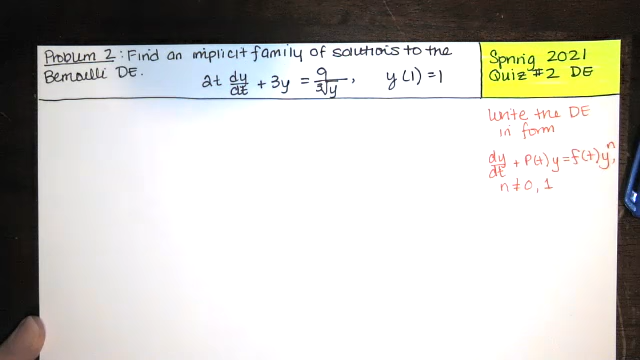 Problem 2: Find an implicit family of solutions to the
Bernoulli DE.
2t dy/dt + 3y = 9/∛y, y(1) = 1
Spring 2021
Quiz #2 DE
Write the DE
in form
dy/dt + P(t)y = f(t)yⁿ,
n ≠ 0, 1